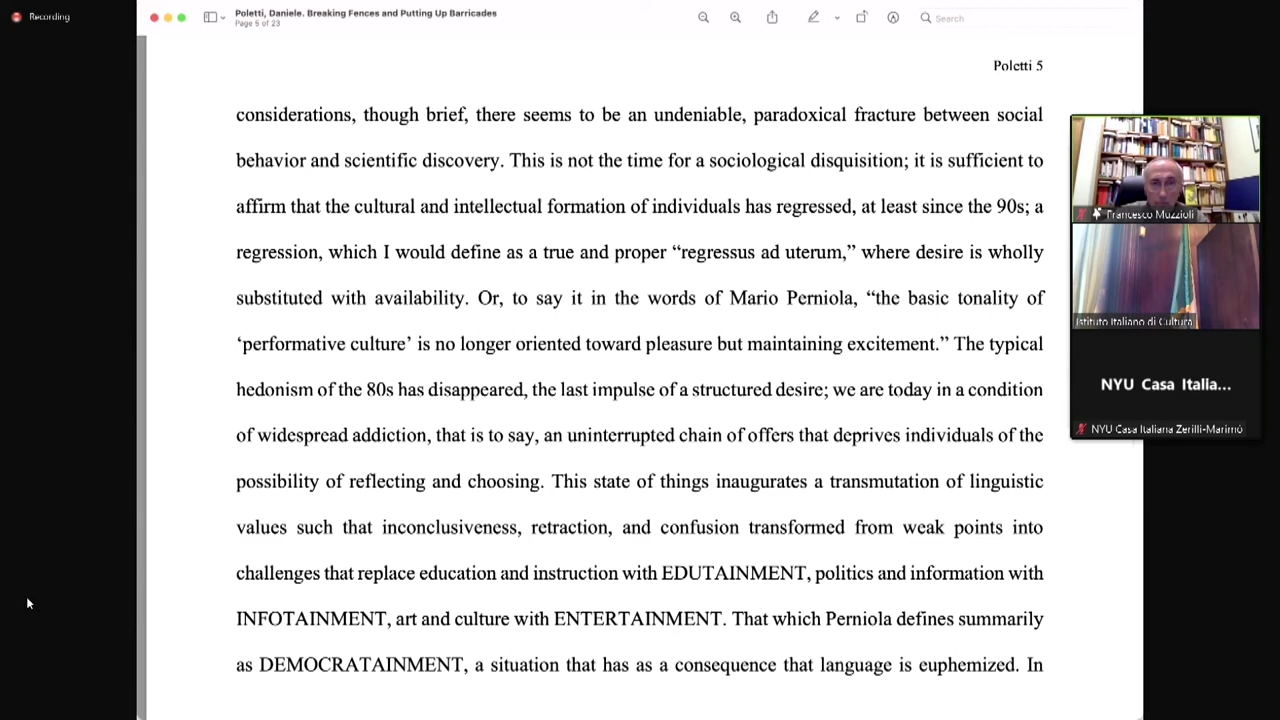 Recording
Poletti, Daniele. Breaking Fences and Putting Up Barricades
Page 5 of 23
Search
Poletti 5
considerations, though brief, there seems to be an undeniable, paradoxical fracture between social
behavior and scientific discovery. This is not the time for a sociological disquisition; it is sufficient to
affirm that the cultural and intellectual formation of individuals has regressed, at least since the 90s; a
regression, which I would define as a true and proper “regressus ad uterum,” where desire is wholly
substituted with availability. Or, to say it in the words of Mario Perniola, “the basic tonality of
‘performative culture’ is no longer oriented toward pleasure but maintaining excitement.” The typical
hedonism of the 80s has disappeared, the last impulse of a structured desire; we are today in a condition
of widespread addiction, that is to say, an uninterrupted chain of offers that deprives individuals of the
possibility of reflecting and choosing. This state of things inaugurates a transmutation of linguistic
values such that inconclusiveness, retraction, and confusion transformed from weak points into
challenges that replace education and instruction with EDUTAINMENT, politics and information with
INFOTAINMENT, art and culture with ENTERTAINMENT. That which Perniola defines summarily
as DEMOCRATAINMENT, a situation that has as a consequence that language is euphemized. In
Francesco Muzzioli
Istituto Italiano di Cultura
NYU Casa Italia...
NYU Casa Italiana Zerilli-Marimò